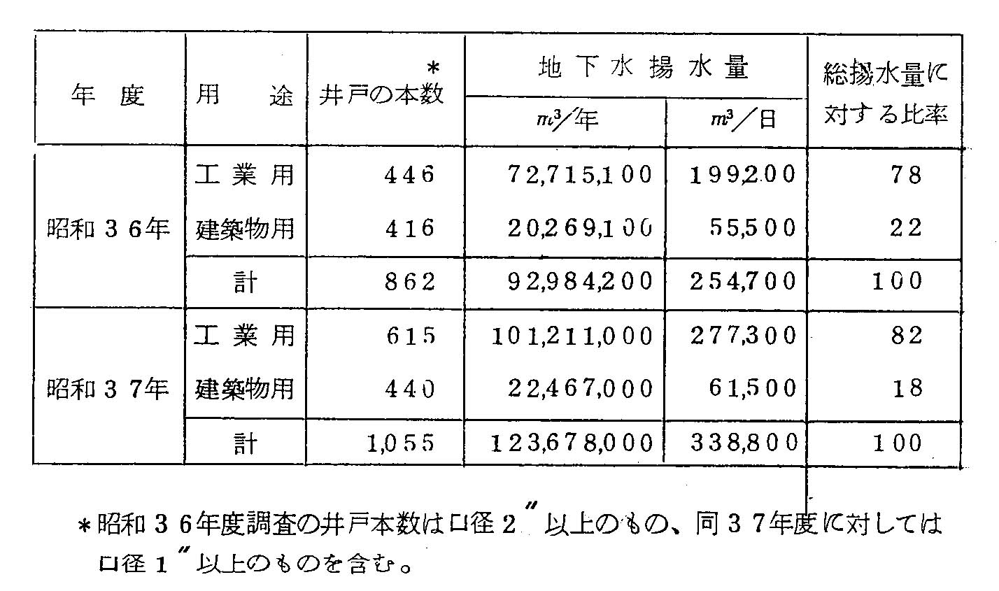 年度 用途 井戸の本数* 地下水揚水量 総揚水量に対する比率
m³/年 m³/日
昭和36年 工業用 446 72,715,100 199,200 78
建築物用 416 20,269,100 55,500 22
計 862 92,984,200 254,700 100
昭和37年 工業用 615 101,211,000 277,300 82
建築物用 440 22,467,000 61,500 18
計 1,055 123,678,000 338,800 100
*昭和36年度調査の井戸本数は口径2″以上のもの、同37年度に対しては
口径1″以上のものを含む。